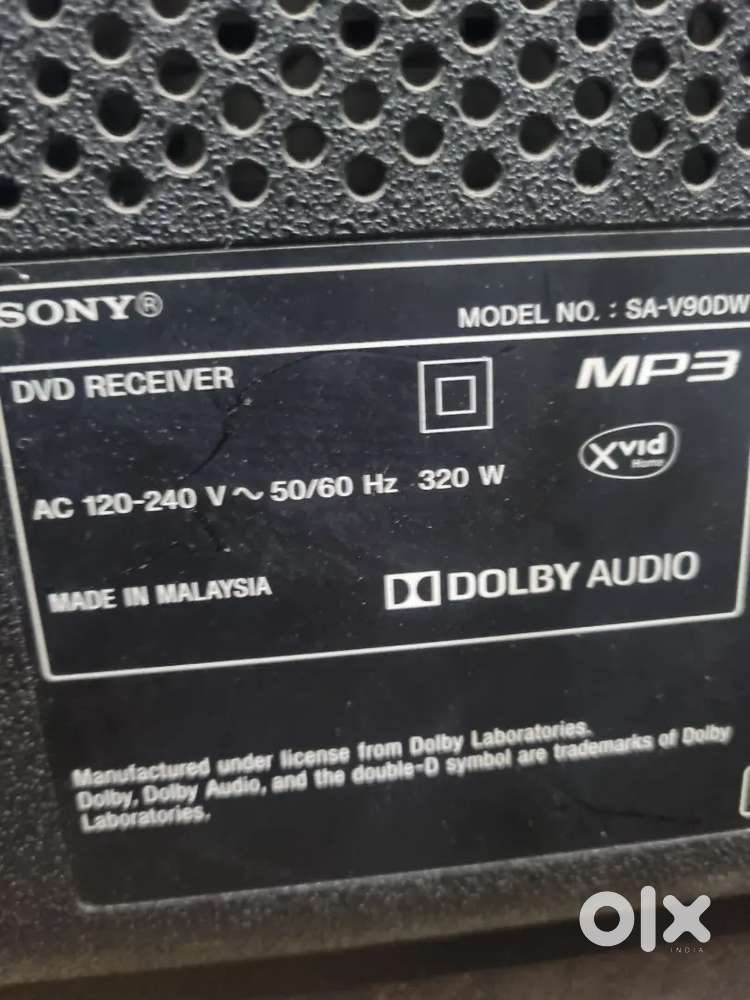 SONY®
MODEL NO. : SA-V90DW
DVD RECEIVER
MP3
XviD
Home
AC 120-240 V ~ 50/60 Hz 320 W
MADE IN MALAYSIA
DOLBY AUDIO
Manufactured under license from Dolby Laboratories.
Dolby, Dolby Audio, and the double-D symbol are trademarks of Dolby
Laboratories.
olx
INDIA